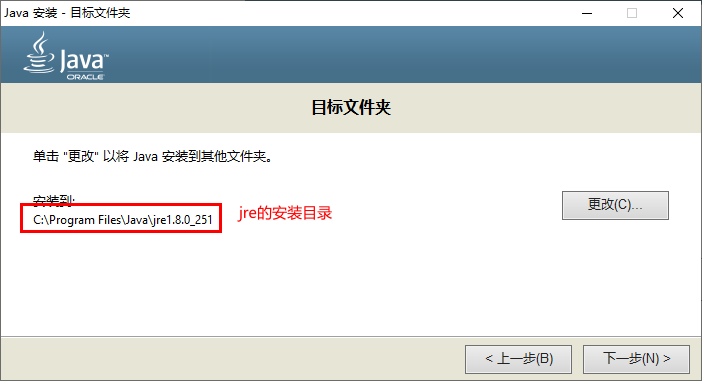 Java 安装 - 目标文件夹
Java™
ORACLE
目标文件夹
单击 "更改" 以将 Java 安装到其他文件夹。
安装到:
C:\Program Files\Java\jre1.8.0_251
jre的安装目录
更改(C)...
< 上一步(B)
下一步(N) >